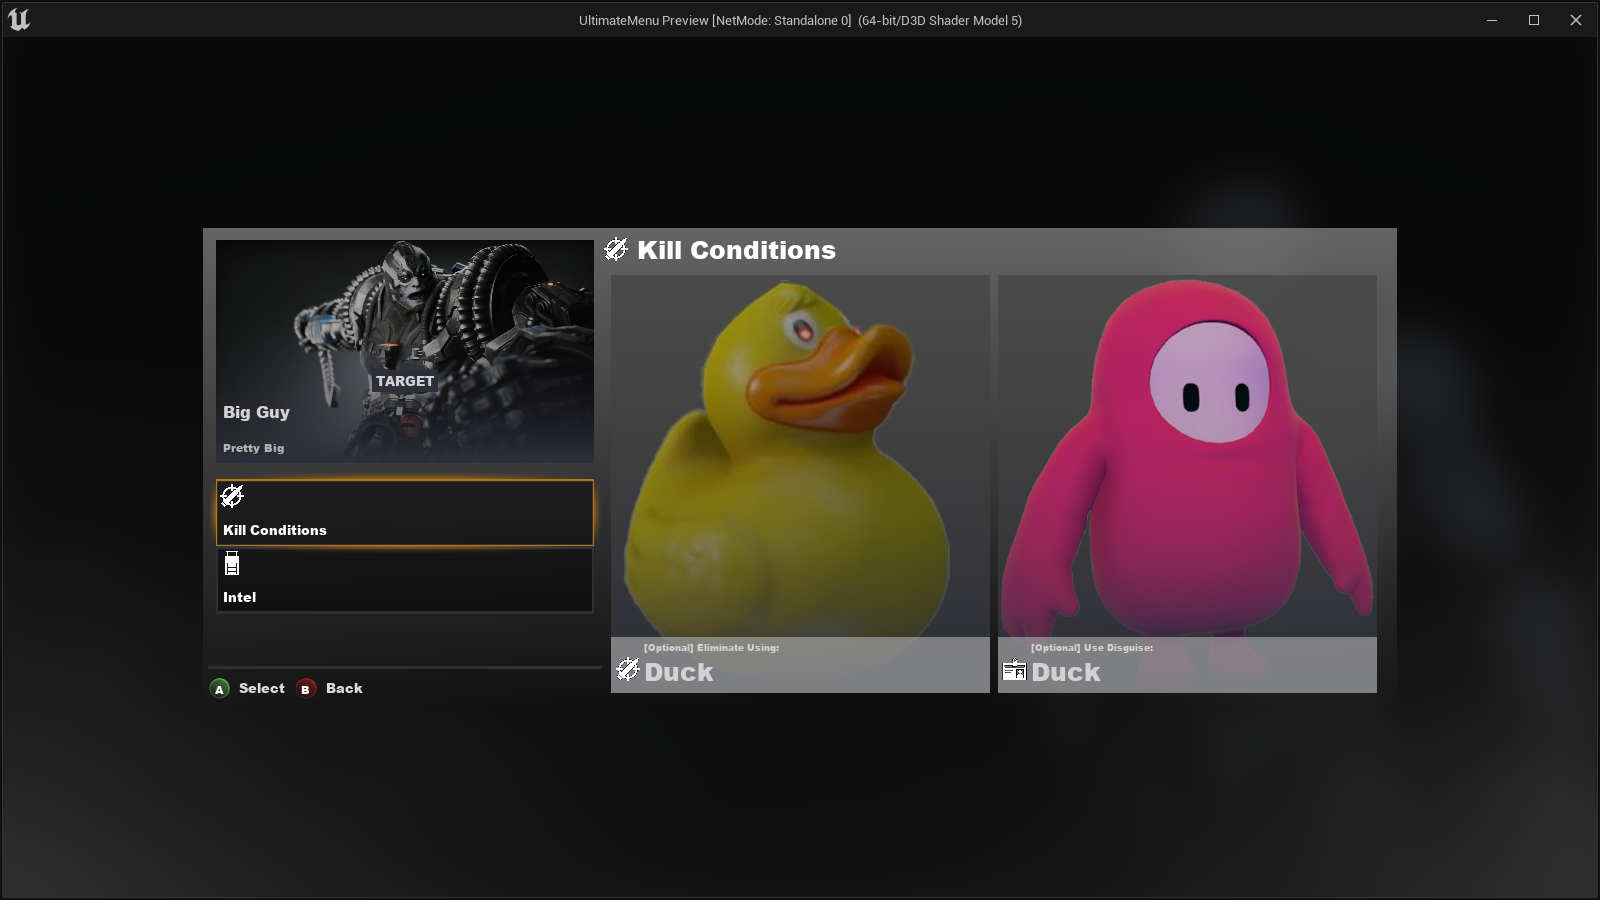 UltimateMenu Preview [NetMode: Standalone 0]  (64-bit/D3D Shader Model 5)
TARGET
Big Guy
Pretty Big
Kill Conditions
Intel
A Select B Back
Kill Conditions
[Optional] Eliminate Using:
Duck
[Optional] Use Disguise:
Duck